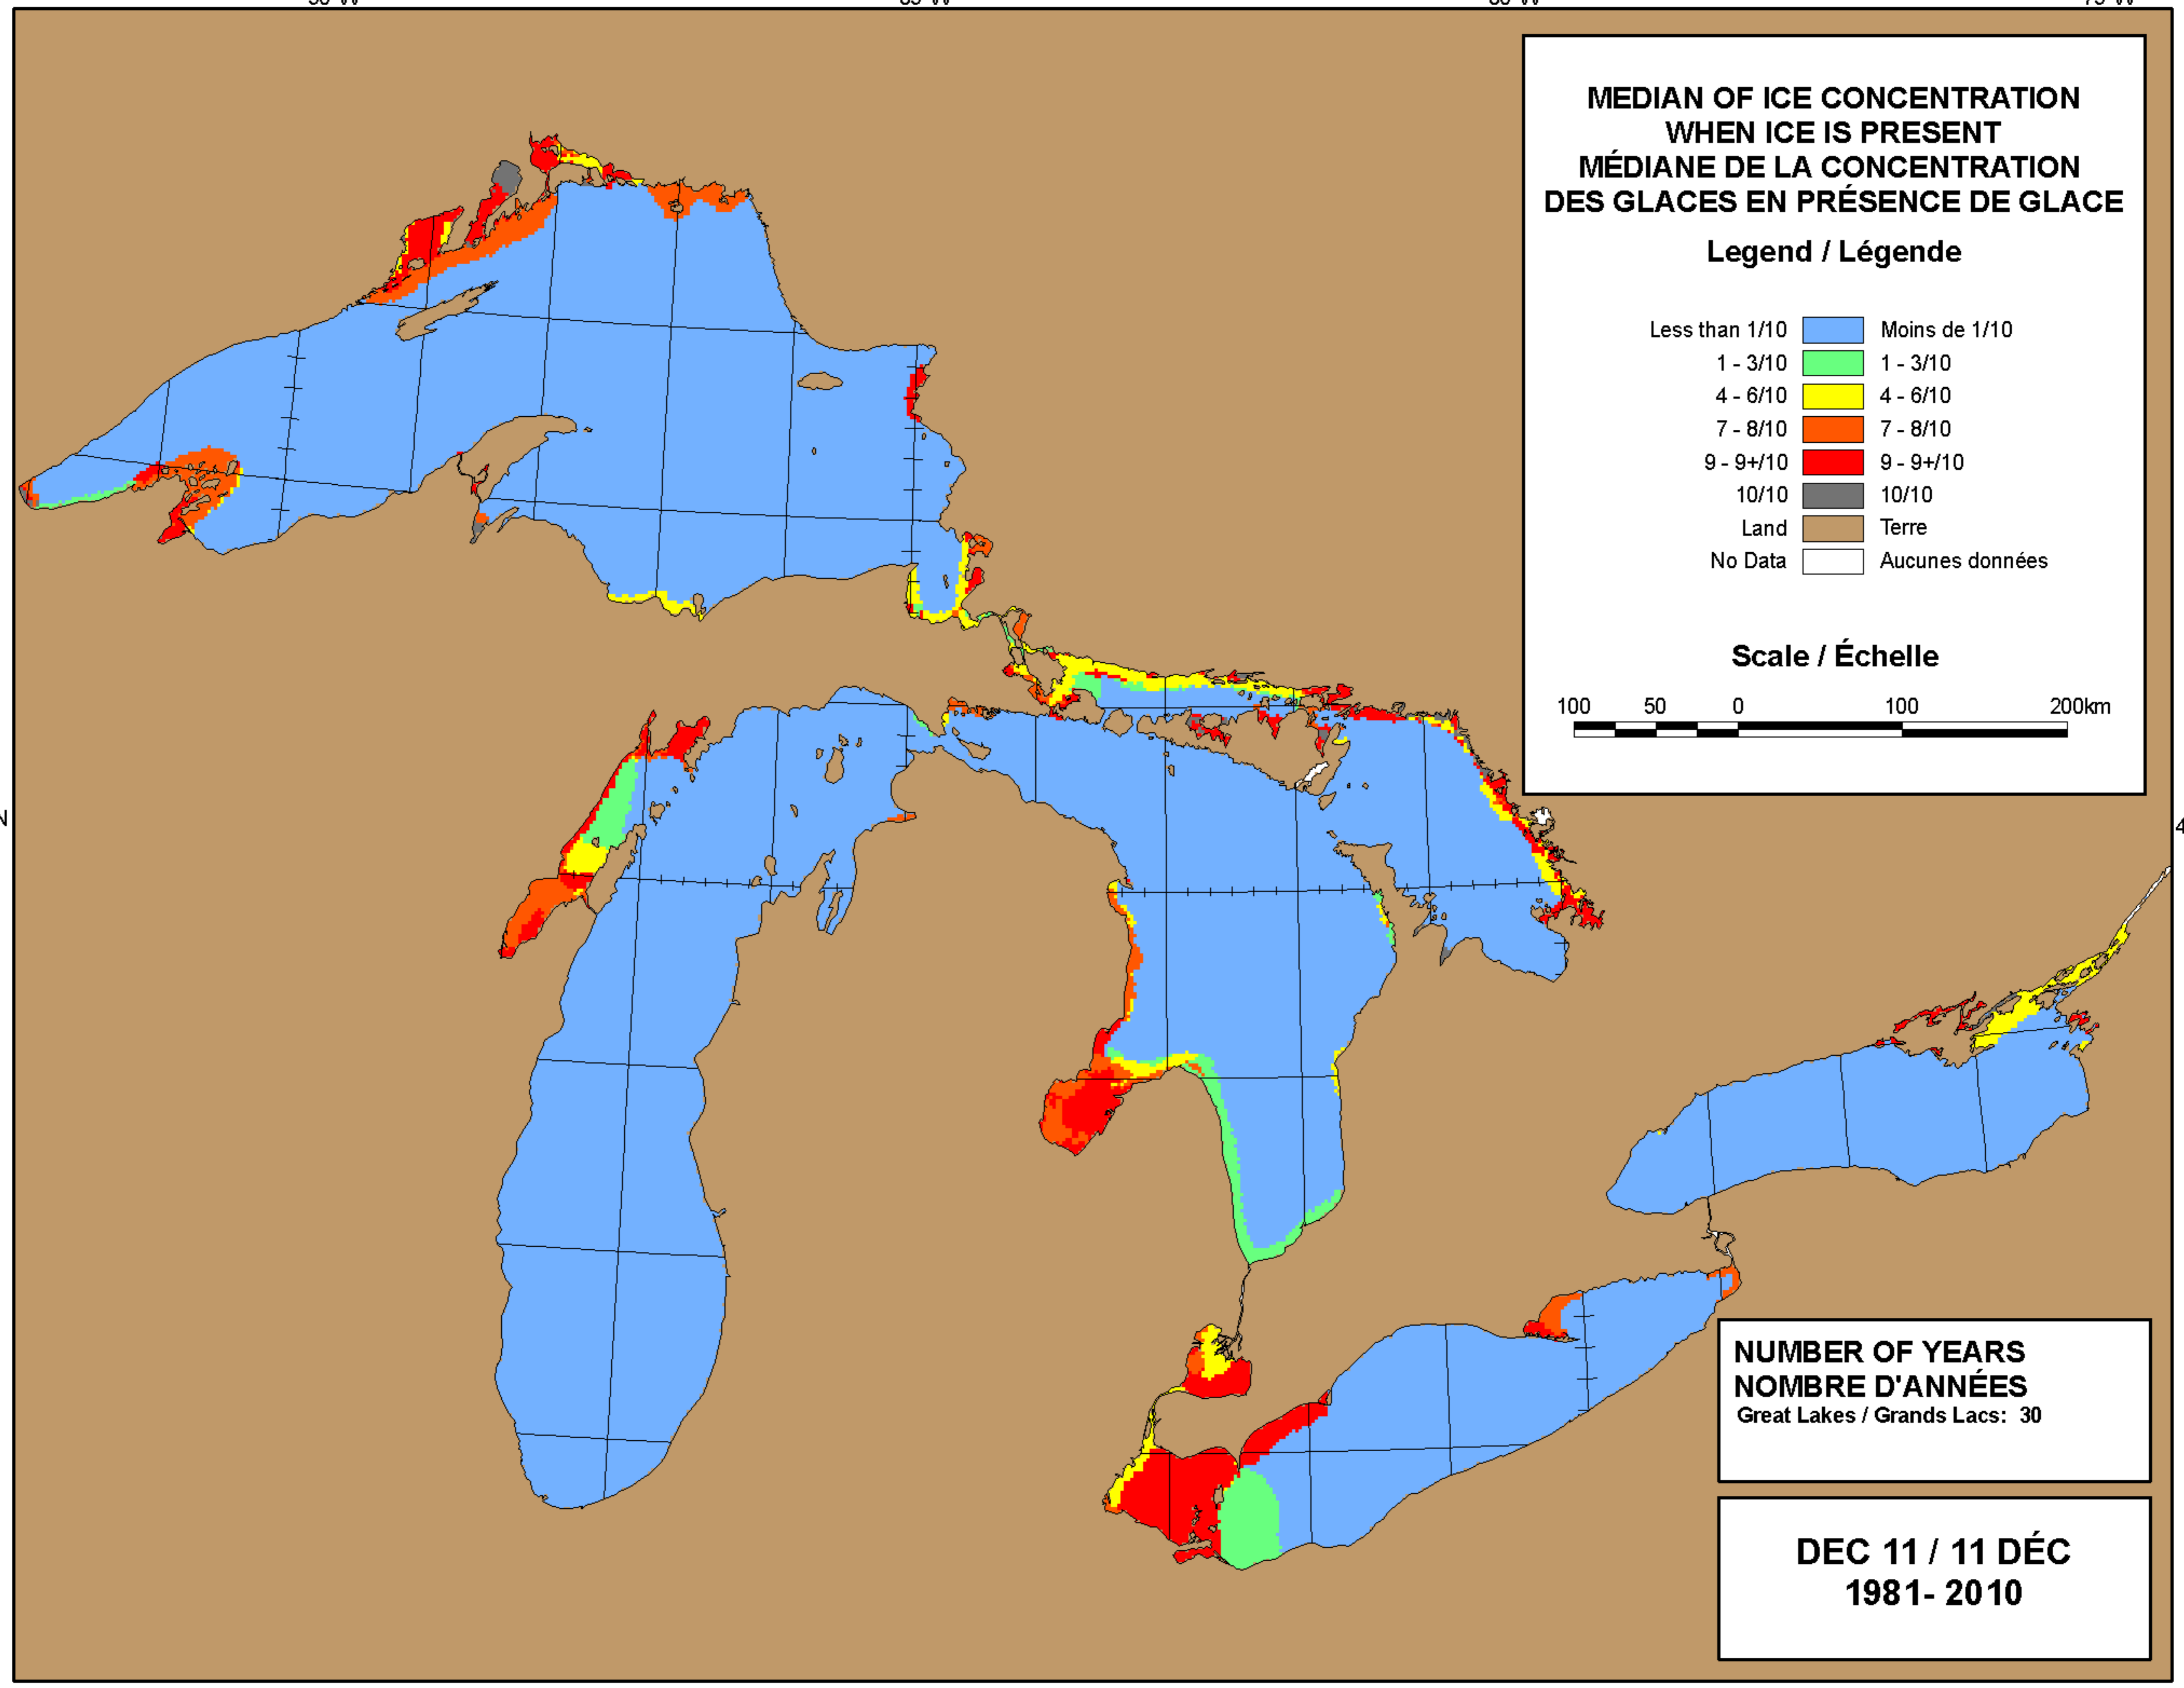 MEDIAN OF ICE CONCENTRATION
WHEN ICE IS PRESENT
MÉDIANE DE LA CONCENTRATION
DES GLACES EN PRÉSENCE DE GLACE
Legend / Légende
Less than 1/10 Moins de 1/10
1 - 3/10 1 - 3/10
4 - 6/10 4 - 6/10
7 - 8/10 7 - 8/10
9 - 9+/10 9 - 9+/10
10/10 10/10
Land Terre
No Data Aucunes données
Scale / Échelle
100 50 0 100 200km
N
NUMBER OF YEARS
NOMBRE D'ANNÉES
Great Lakes / Grands Lacs: 30
DEC 11 / 11 DÉC
1981- 2010